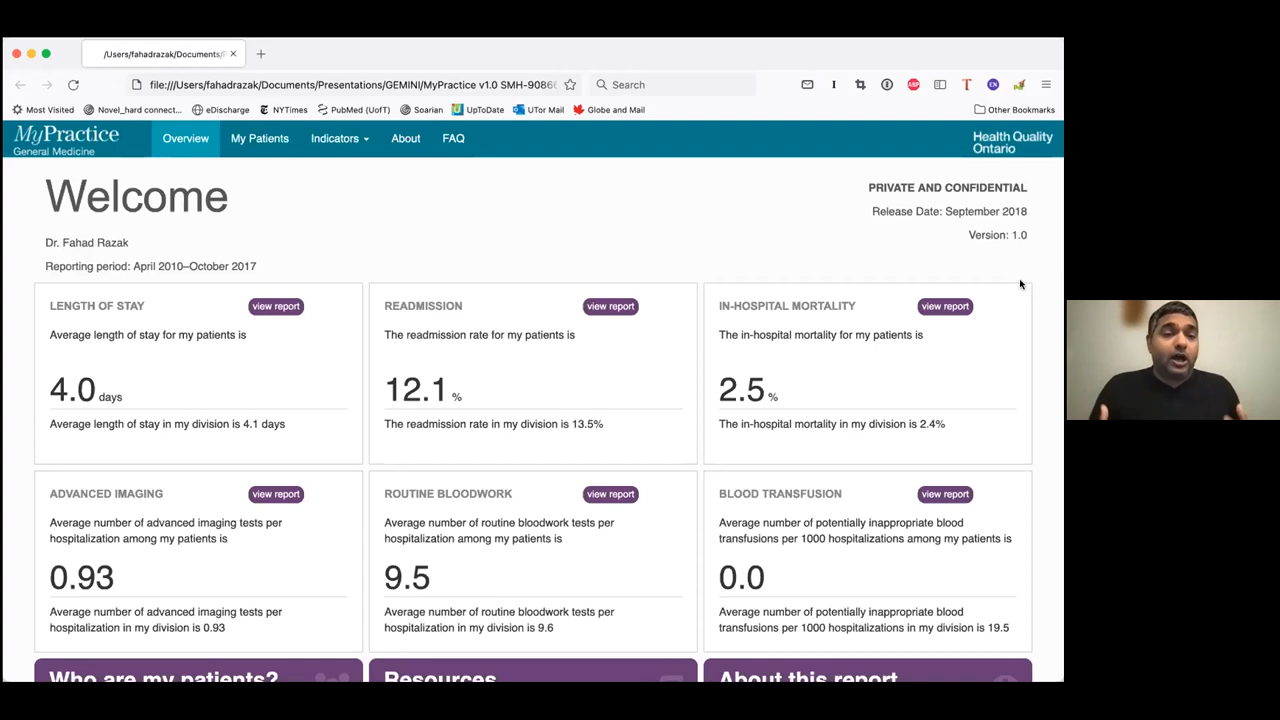 /Users/fahadrazak/Documents/P
file:///Users/fahadrazak/Documents/Presentations/GEMINI/MyPractice v1.0 SMH-9086
Search
Most Visited Novel_hard connect... eDischarge NYTimes PubMed (UofT) Soarian UpToDate UTor Mail Globe and Mail Other Bookmarks
MyPractice
General Medicine
Overview My Patients Indicators About FAQ
Health Quality
Ontario
Welcome
PRIVATE AND CONFIDENTIAL
Release Date: September 2018
Version: 1.0
Dr. Fahad Razak
Reporting period: April 2010–October 2017
LENGTH OF STAY view report
Average length of stay for my patients is
4.0 days
Average length of stay in my division is 4.1 days
READMISSION view report
The readmission rate for my patients is
12.1 %
The readmission rate in my division is 13.5%
IN-HOSPITAL MORTALITY view report
The in-hospital mortality for my patients is
2.5 %
The in-hospital mortality in my division is 2.4%
ADVANCED IMAGING view report
Average number of advanced imaging tests per
hospitalization among my patients is
0.93
Average number of advanced imaging tests per
hospitalization in my division is 0.93
ROUTINE BLOODWORK view report
Average number of routine bloodwork tests per
hospitalization among my patients is
9.5
Average number of routine bloodwork tests per
hospitalization in my division is 9.6
BLOOD TRANSFUSION view report
Average number of potentially inappropriate blood
transfusions per 1000 hospitalizations among my patients is
0.0
Average number of potentially inappropriate blood
transfusions per 1000 hospitalizations in my division is 19.5
Who are my patients?
Resources
About this report